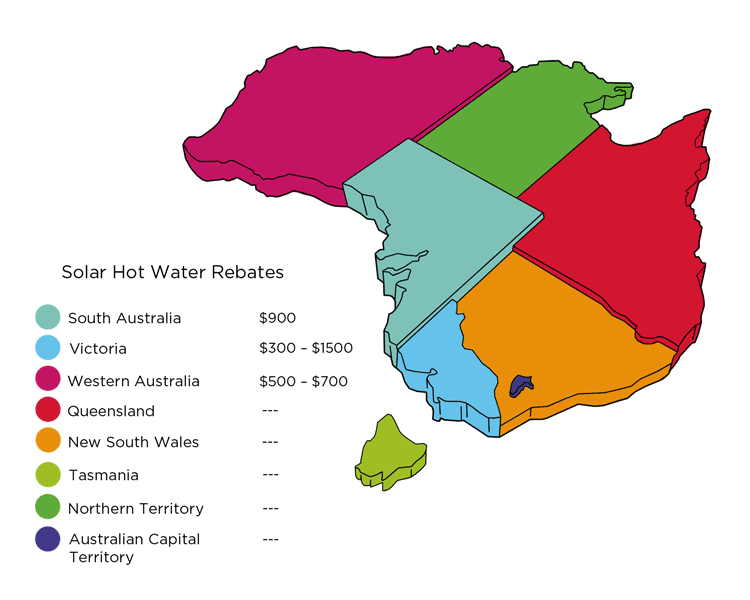 Solar Hot Water Rebates
South Australia $900
Victoria $300 – $1500
Western Australia $500 – $700
Queensland ---
New South Wales ---
Tasmania ---
Northern Territory ---
Australian Capital ---
Territory